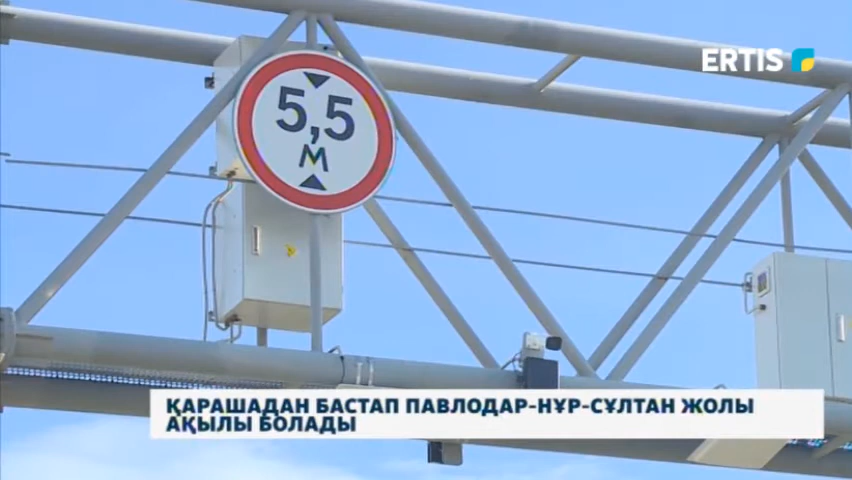 ERTIS
5,5
М
ҚАРАШАДАН БАСТАП ПАВЛОДАР-НҰР-СҰЛТАН ЖОЛЫ
АҚЫЛЫ БОЛАДЫ